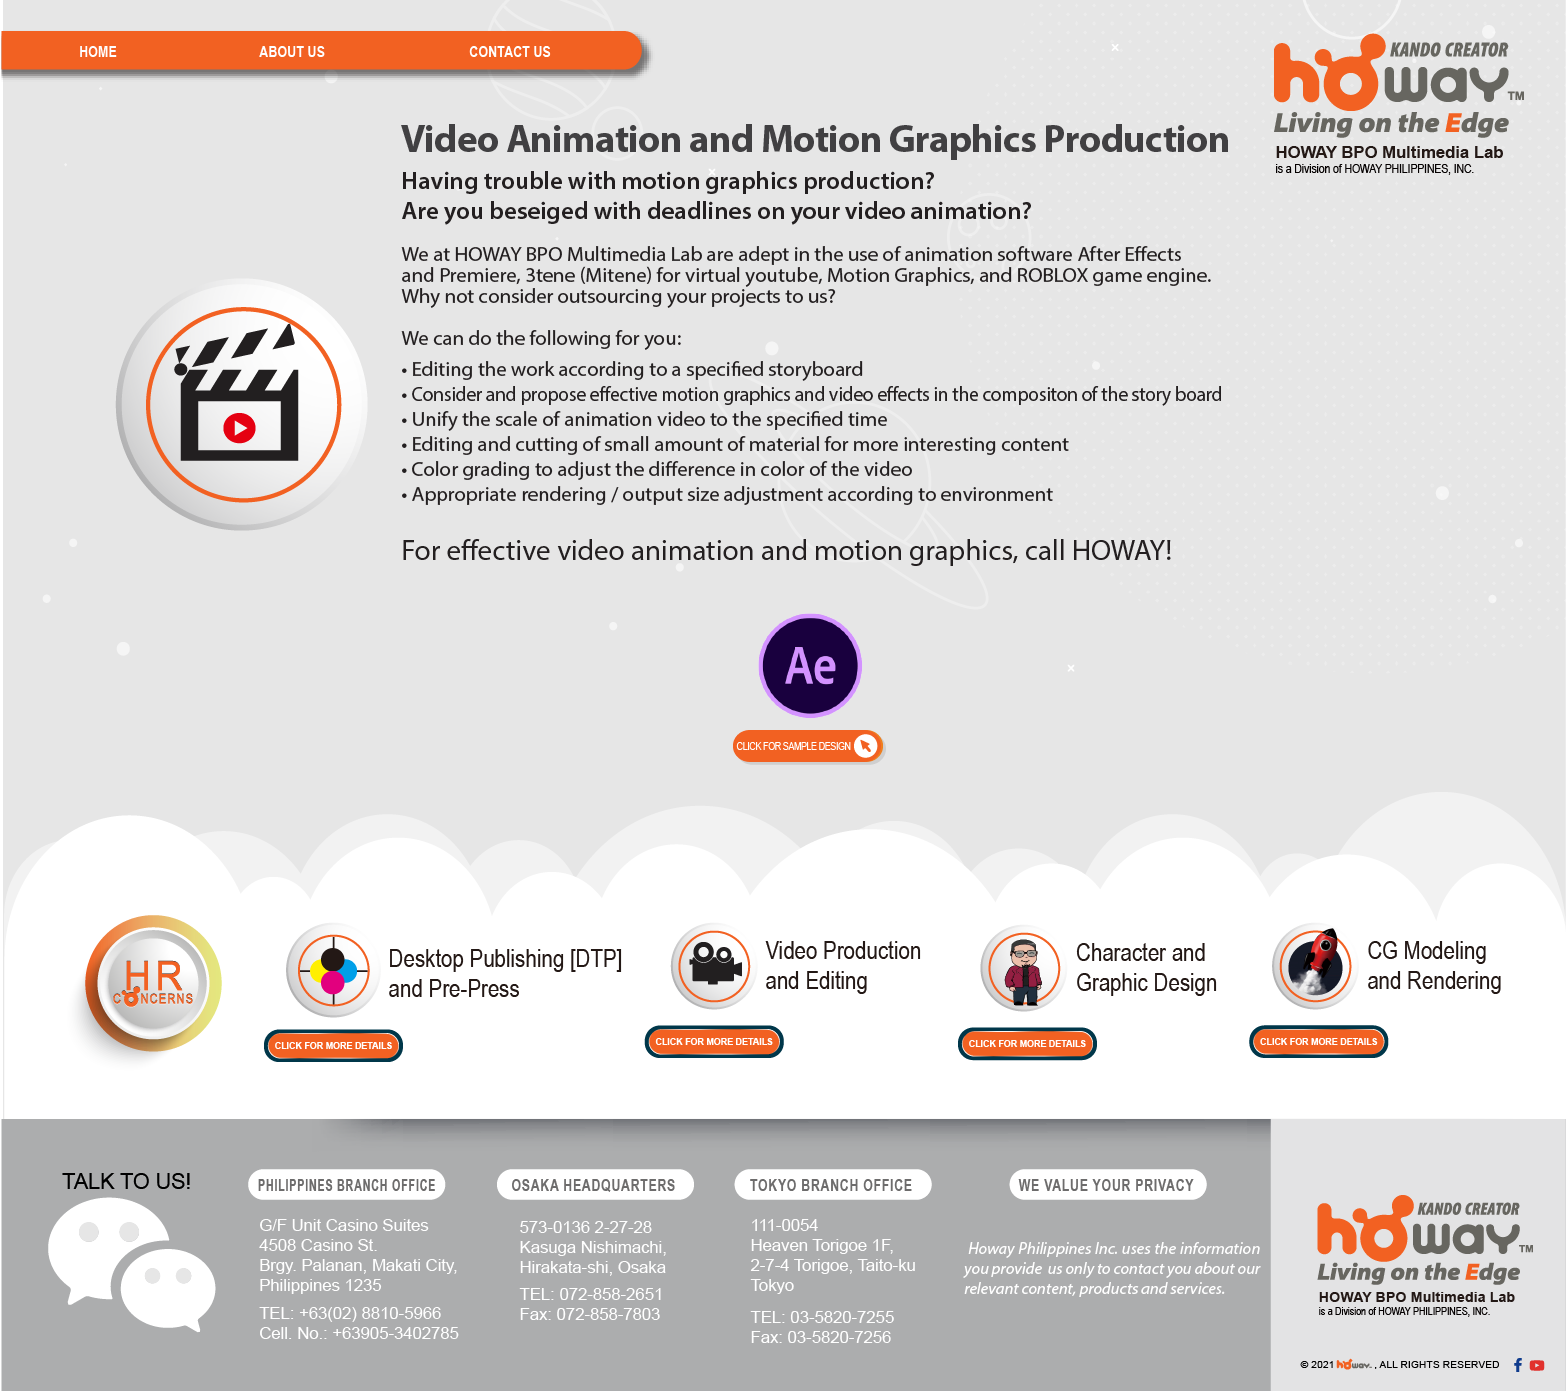 HOME ABOUT US CONTACT US
KANDO CREATOR
howay™
Living on the Edge
HOWAY BPO Multimedia Lab
is a Division of HOWAY PHILIPPINES, INC.
Video Animation and Motion Graphics Production
Having trouble with motion graphics production?
Are you beseiged with deadlines on your video animation?
We at HOWAY BPO Multimedia Lab are adept in the use of animation software After Effects
and Premiere, 3tene (Mitene) for virtual youtube, Motion Graphics, and ROBLOX game engine.
Why not consider outsourcing your projects to us?
We can do the following for you:
• Editing the work according to a specified storyboard
• Consider and propose effective motion graphics and video effects in the compositon of the story board
• Unify the scale of animation video to the specified time
• Editing and cutting of small amount of material for more interesting content
• Color grading to adjust the difference in color of the video
• Appropriate rendering / output size adjustment according to environment
For effective video animation and motion graphics, call HOWAY!
Ae
CLICK FOR SAMPLE DESIGN
HR
CONCERNS
Desktop Publishing [DTP]
and Pre-Press
CLICK FOR MORE DETAILS
Video Production
and Editing
CLICK FOR MORE DETAILS
Character and
Graphic Design
CLICK FOR MORE DETAILS
CG Modeling
and Rendering
CLICK FOR MORE DETAILS
TALK TO US!
PHILIPPINES BRANCH OFFICE
G/F Unit Casino Suites
4508 Casino St.
Brgy. Palanan, Makati City,
Philippines 1235
TEL: +63(02) 8810-5966
Cell. No.: +63905-3402785
OSAKA HEADQUARTERS
573-0136 2-27-28
Kasuga Nishimachi,
Hirakata-shi, Osaka
TEL: 072-858-2651
Fax: 072-858-7803
TOKYO BRANCH OFFICE
111-0054
Heaven Torigoe 1F,
2-7-4 Torigoe, Taito-ku
Tokyo
TEL: 03-5820-7255
Fax: 03-5820-7256
WE VALUE YOUR PRIVACY
Howay Philippines Inc. uses the information
you provide us only to contact you about our
relevant content, products and services.
KANDO CREATOR
howay™
Living on the Edge
HOWAY BPO Multimedia Lab
is a Division of HOWAY PHILIPPINES, INC.
© 2021 howay. , ALL RIGHTS RESERVED